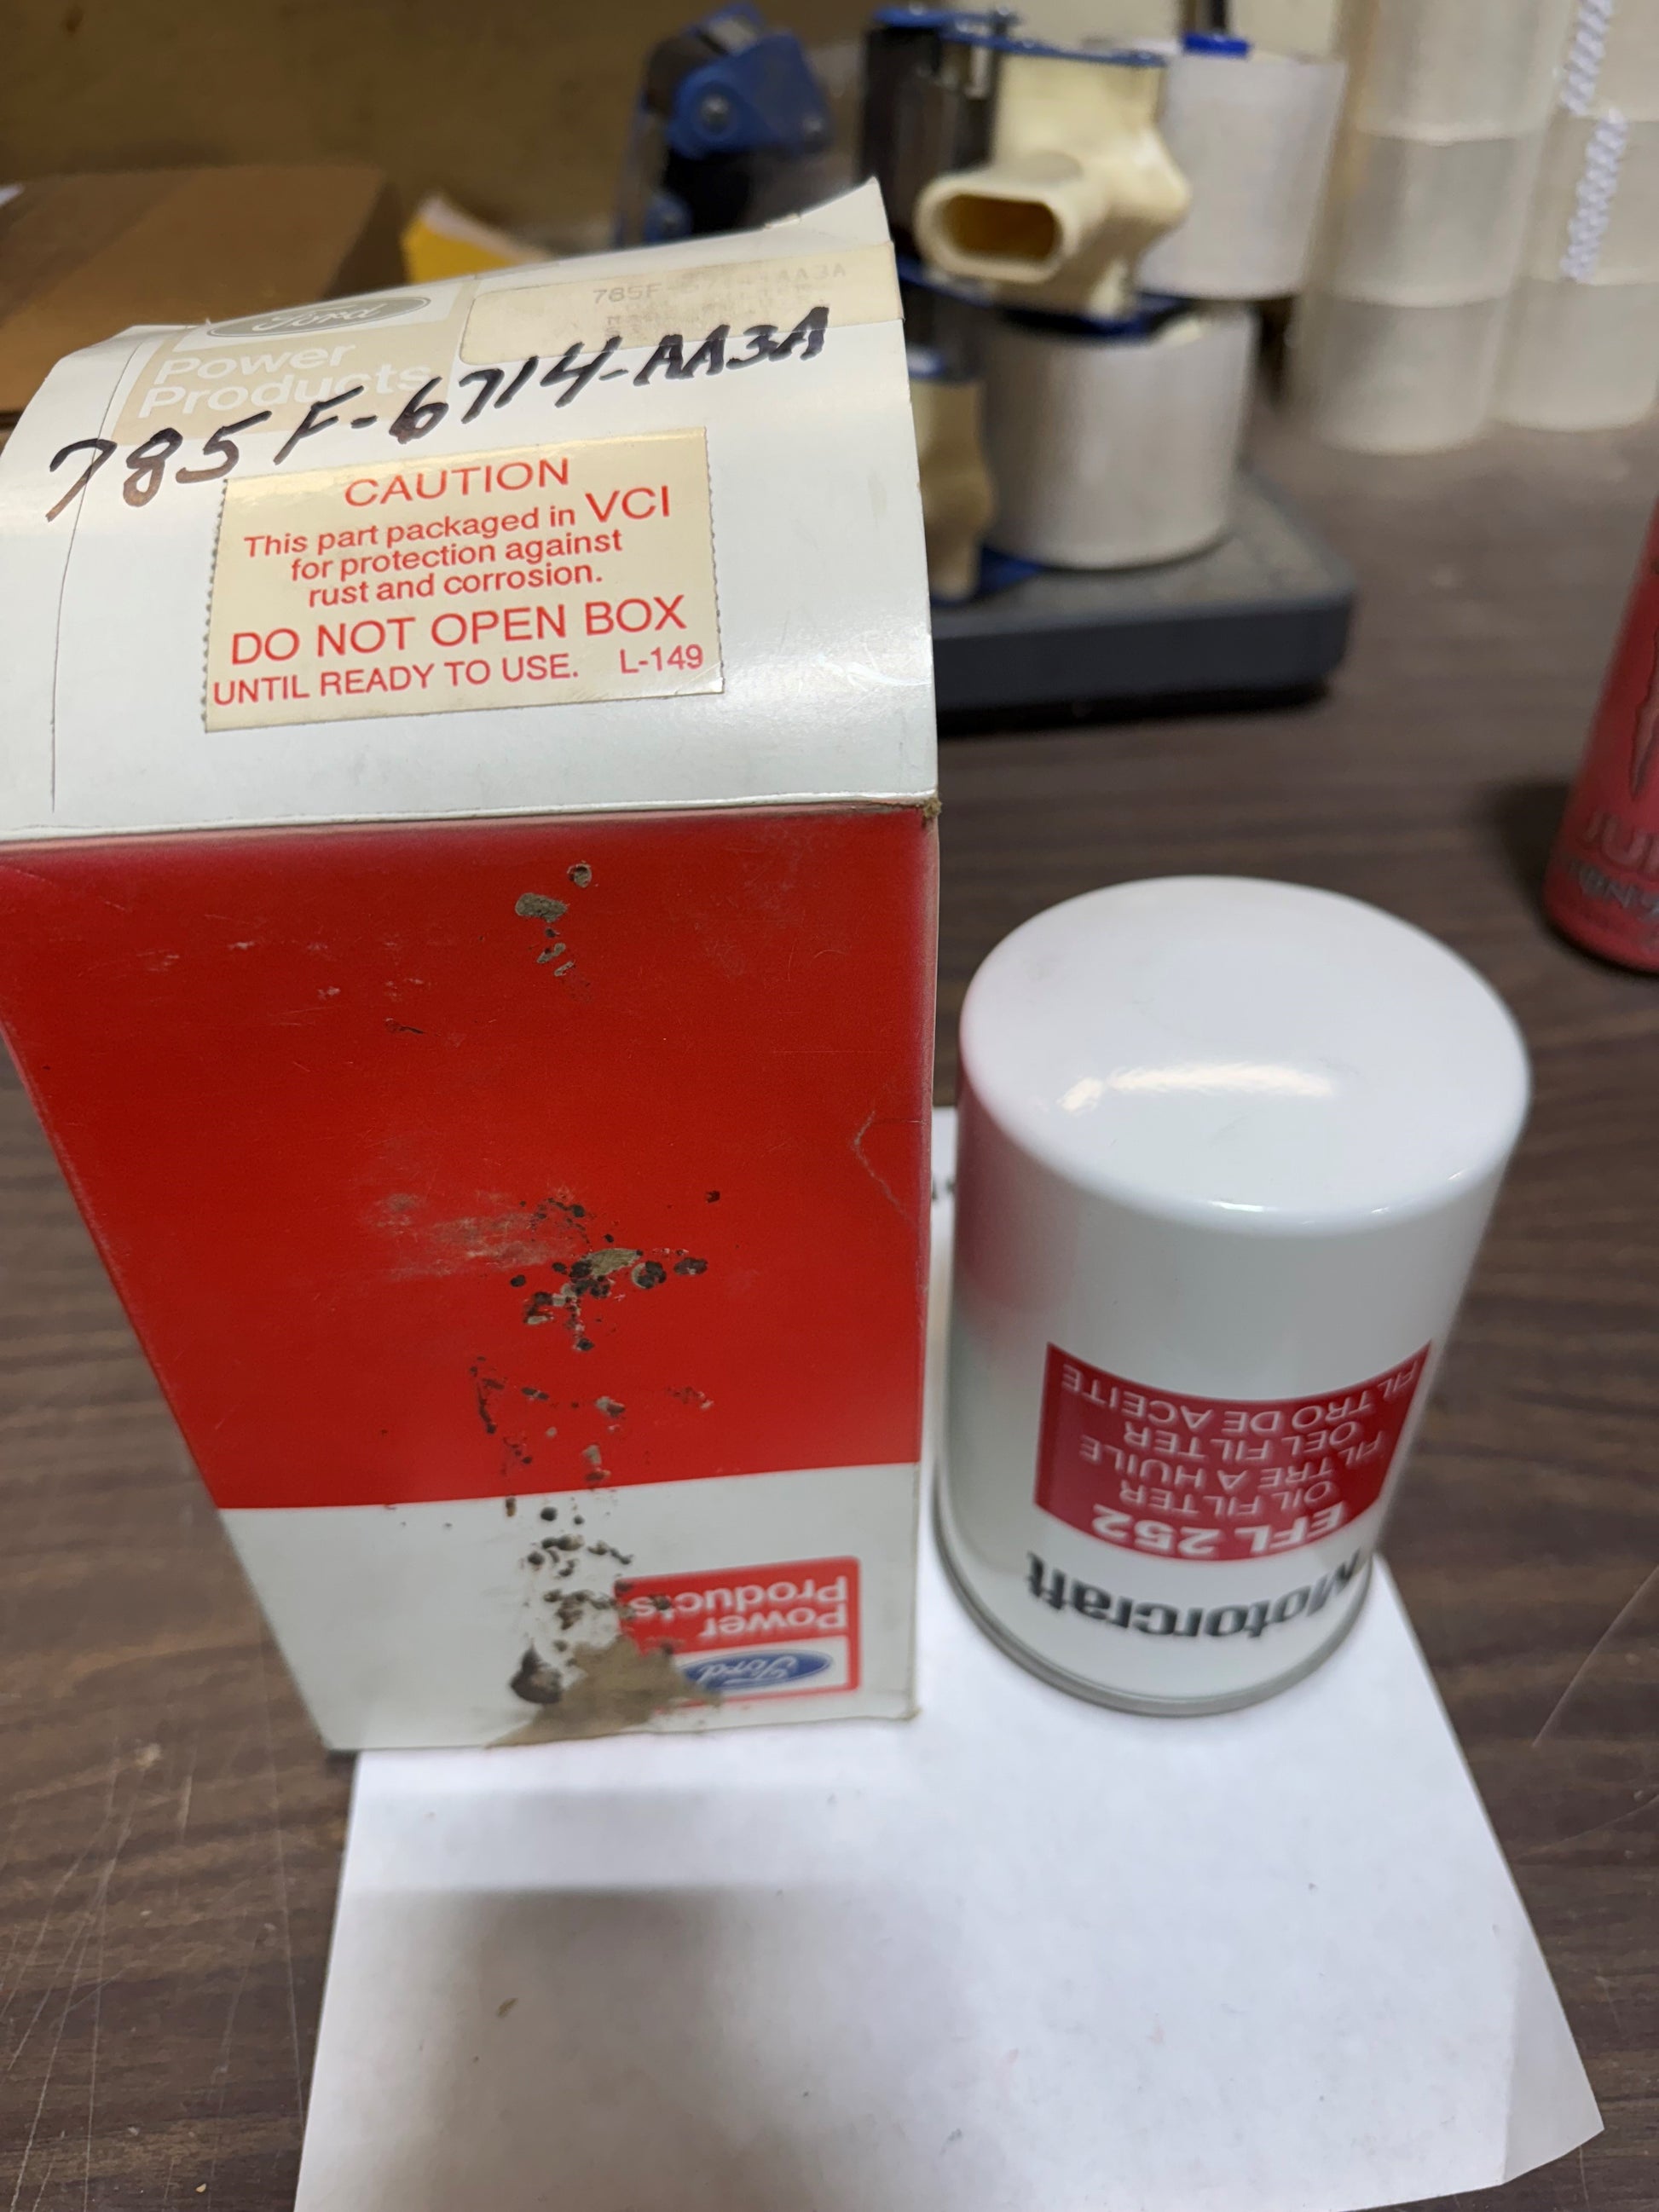 Ford
Power
Products
785F
AA3A
785F-6714-AA3A
CAUTION
This part packaged in VCI
for protection against
rust and corrosion.
DO NOT OPEN BOX
UNTIL READY TO USE. L-149
Ford
Power
Products
Motorcraft
EFL 252
OIL FILTER
FILTRE A HUILE
OEL FILTER
FILTRO DE ACEITE